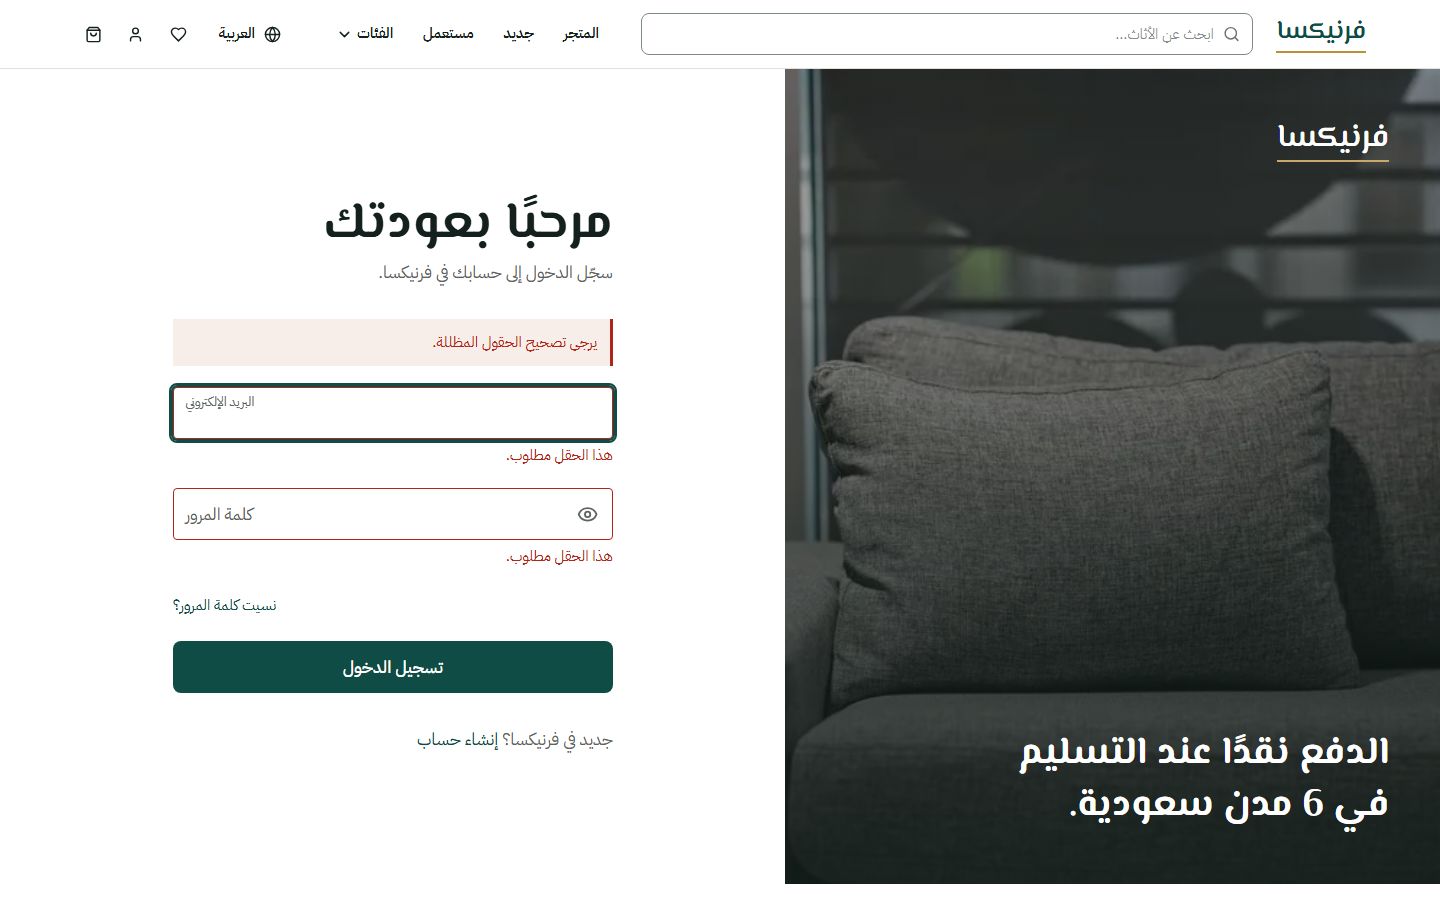 فرنيكسا
ابحث عن الأثاث...
المتجر
جديد
مستعمل
الفئات
العربية
فرنيكسا
مرحبًا بعودتك
سجّل الدخول إلى حسابك في فرنيكسا.
يرجى تصحيح الحقول المظللة.
البريد الإلكتروني
هذا الحقل مطلوب.
كلمة المرور
هذا الحقل مطلوب.
نسيت كلمة المرور؟
تسجيل الدخول
جديد في فرنيكسا؟ إنشاء حساب
الدفع نقدًا عند التسليم
في 6 مدن سعودية.